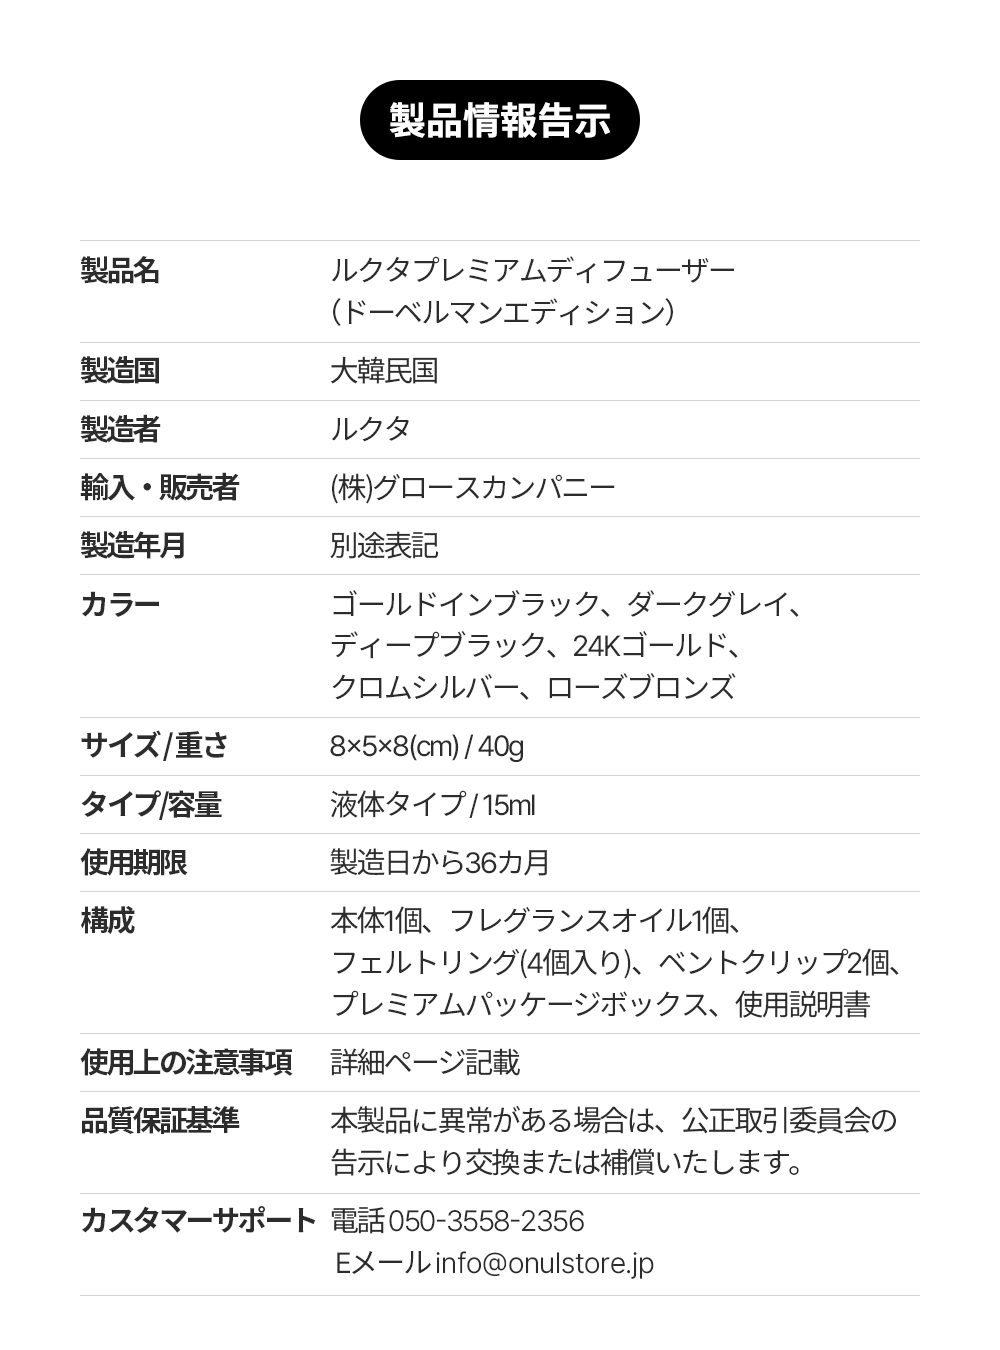 製品情報告示
製品名 ルクタプレミアムディフューザー
（ドーベルマンエディション）
製造国 大韓民国
製造者 ルクタ
輸入・販売者 (株)グロースカンパニー
製造年月 別途表記
カラー ゴールドインブラック、ダークグレイ、
ディープブラック、24Kゴールド、
クロムシルバー、ローズブロンズ
サイズ/重さ 8×5×8(cm) / 40g
タイプ/容量 液体タイプ / 15ml
使用期限 製造日から36カ月
構成 本体1個、フレグランスオイル1個、
フェルトリング(4個入り)、ベントクリップ2個、
プレミアムパッケージボックス、使用説明書
使用上の注意事項 詳細ページ記載
品質保証基準 本製品に異常がある場合は、公正取引委員会の
告示により交換または補償いたします。
カスタマーサポート 電話 050-3558-2356
Eメール info@onulstore.jp